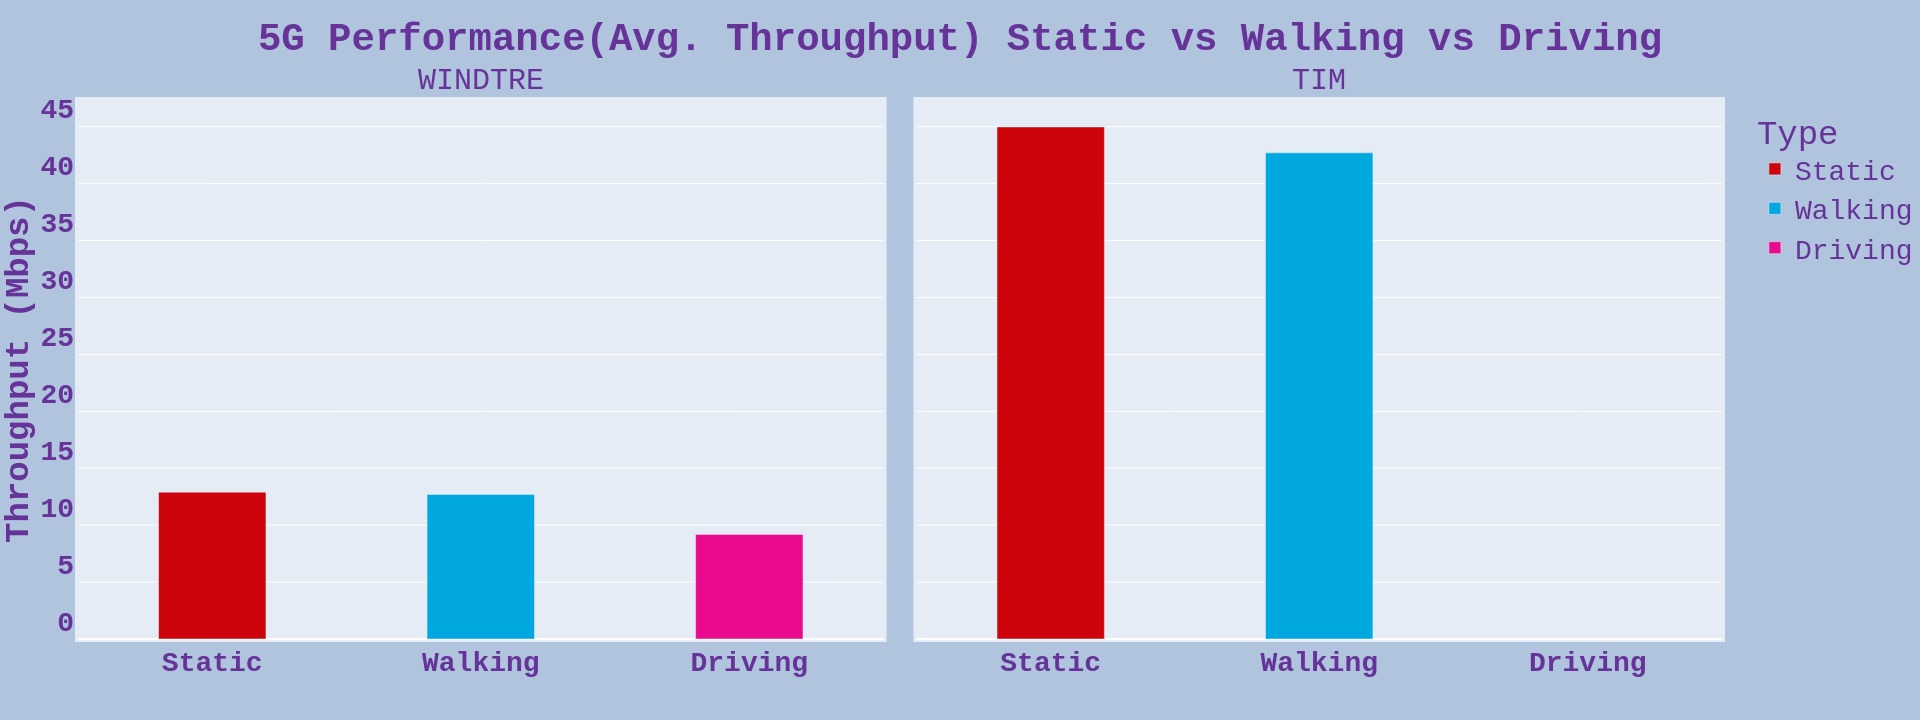 5G Performance(Avg. Throughput) Static vs Walking vs Driving
WINDTRE
TIM
Throughput (Mbps)
45
40
35
30
25
20
15
10
5
0
Static Walking Driving
Static Walking Driving
Type
Static
Walking
Driving